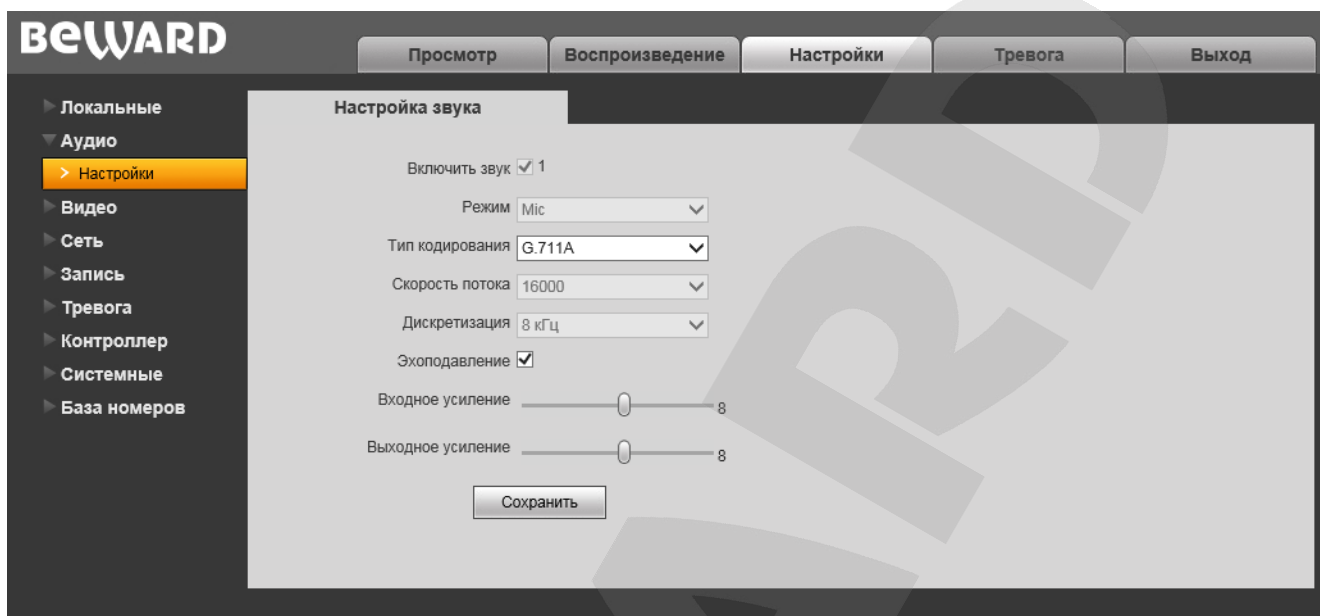 BEWARD
Просмотр Воспроизведение Настройки Тревога Выход
Локальные
Аудио
> Настройки
Видео
Сеть
Запись
Тревога
Контроллер
Системные
База номеров
Настройка звука
Включить звук 1
Режим Mic
Тип кодирования G.711A
Скорость потока 16000
Дискретизация 8 кГц
Эхоподавление
Входное усиление 8
Выходное усиление 8
Сохранить
ARD